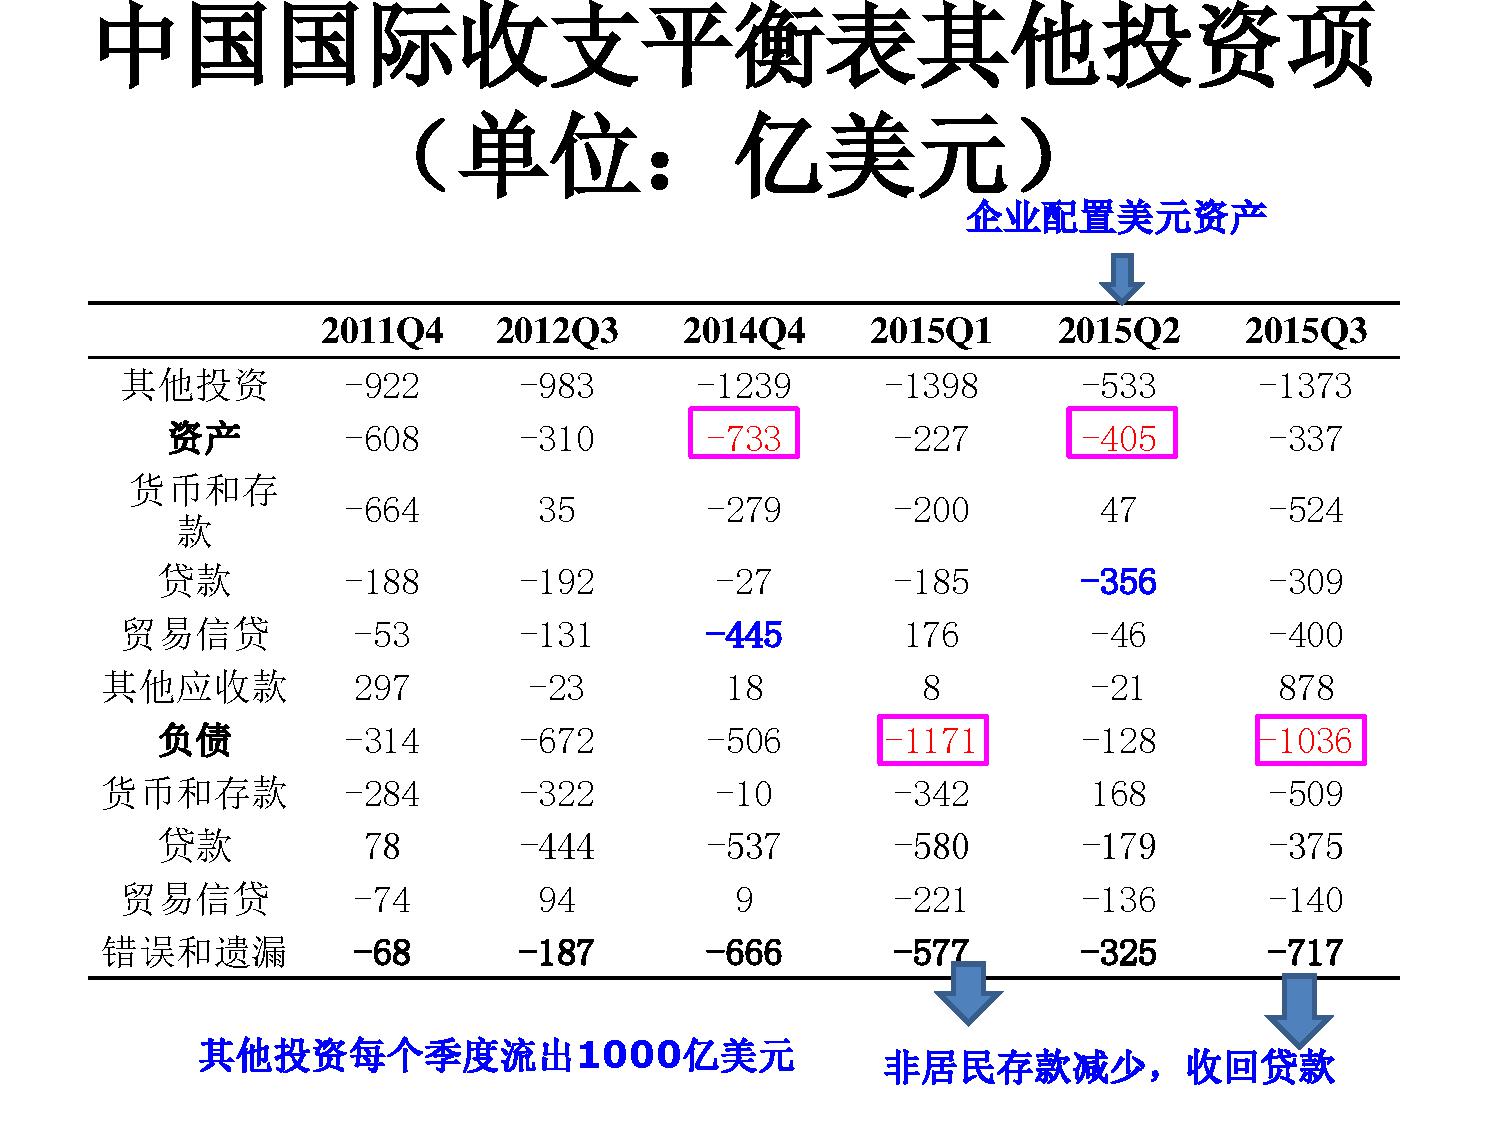 中国国际收支平衡表其他投资项
（单位：亿美元）
企业配置美元资产
2011Q4 2012Q3 2014Q4 2015Q1 2015Q2 2015Q3
其他投资 -922 -983 -1239 -1398 -533 -1373
资产 -608 -310 -733 -227 -405 -337
货币和存
款 -664 35 -279 -200 47 -524
贷款 -188 -192 -27 -185 -356 -309
贸易信贷 -53 -131 -445 176 -46 -400
其他应收款 297 -23 18 8 -21 878
负债 -314 -672 -506 -1171 -128 -1036
货币和存款 -284 -322 -10 -342 168 -509
贷款 78 -444 -537 -580 -179 -375
贸易信贷 -74 94 9 -221 -136 -140
错误和遗漏 -68 -187 -666 -577 -325 -717
其他投资每个季度流出1000亿美元
非居民存款减少，收回贷款